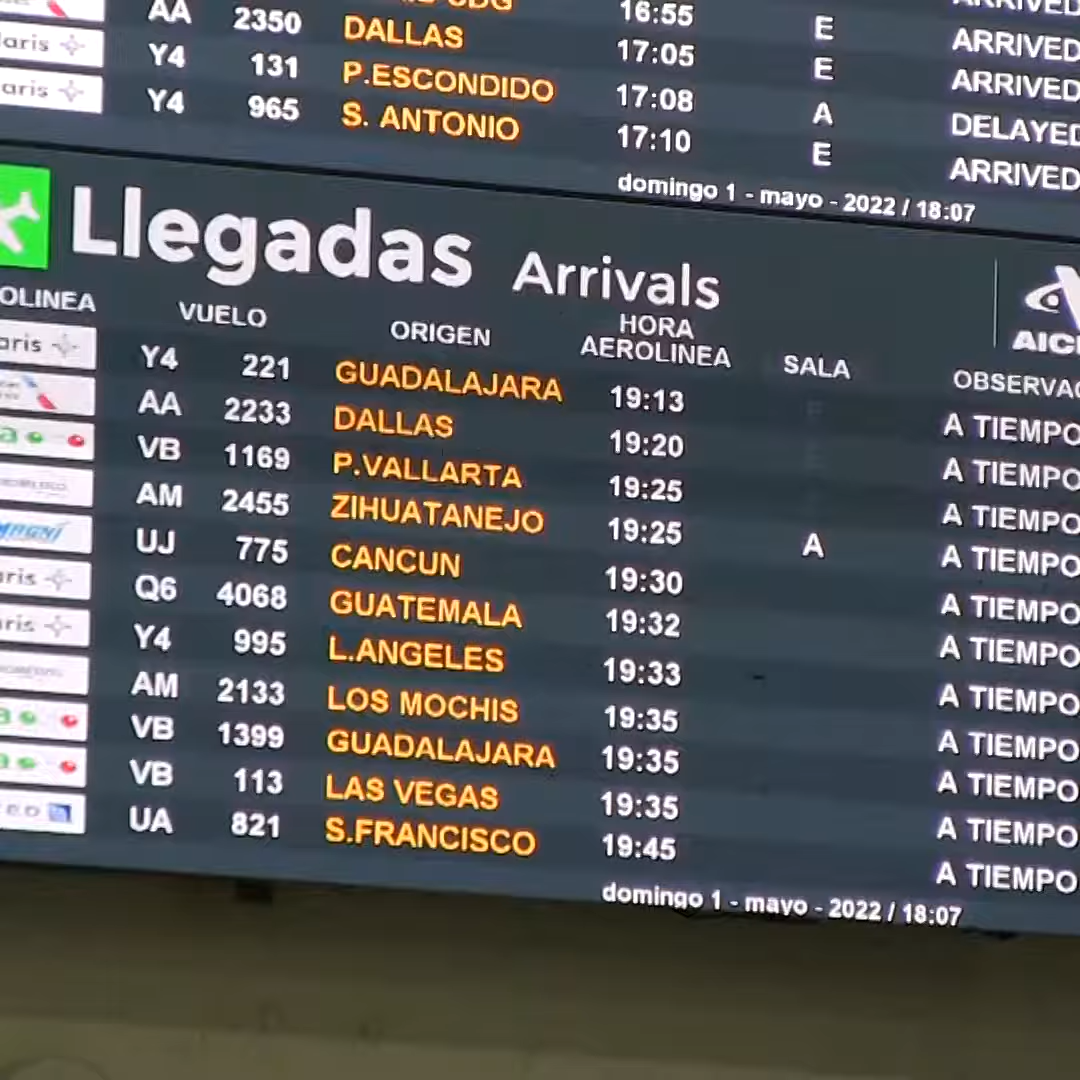 AA 2350 DALLAS 16:55 E ARRIVED
Y4 131 P.ESCONDIDO 17:05 E ARRIVED
Y4 965 S. ANTONIO 17:08 A DELAYED
17:10 E ARRIVED
domingo 1 - mayo - 2022 / 18:07
Llegadas Arrivals
VUELO ORIGEN HORA AEROLINEA SALA
Y4 221 GUADALAJARA 19:13 A TIEMPO
AA 2233 DALLAS 19:20 A TIEMPO
VB 1169 P.VALLARTA 19:25 A TIEMPO
AM 2455 ZIHUATANEJO 19:25 A A TIEMPO
UJ 775 CANCUN 19:30 A TIEMPO
Q6 4068 GUATEMALA 19:32 A TIEMPO
Y4 995 L.ANGELES 19:33 A TIEMPO
AM 2133 LOS MOCHIS 19:35 A TIEMPO
VB 1399 GUADALAJARA 19:35 A TIEMPO
VB 113 LAS VEGAS 19:35 A TIEMPO
UA 821 S.FRANCISCO 19:45 A TIEMPO
domingo 1 - mayo - 2022 / 18:07